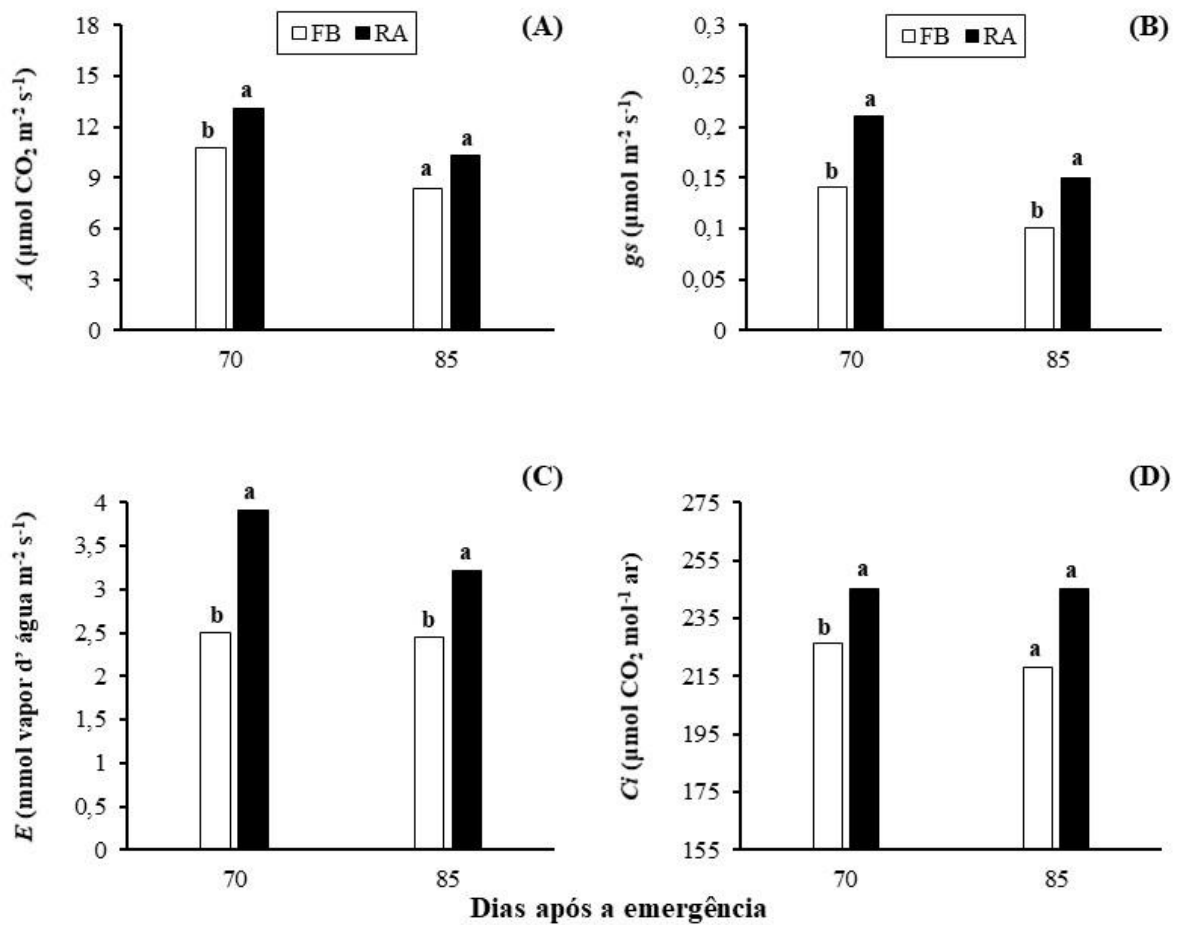 (A)
FB RA
A (µmol CO₂ m⁻² s⁻¹)
18
15
12
9
6
3
0
b a
a a
70 85
(B)
FB RA
gs (µmol m⁻² s⁻¹)
0,3
0,25
0,2
0,15
0,1
0,05
0
b a
b a
70 85
(C)
E (mmol vapor d' água m⁻² s⁻¹)
4
3,5
3
2,5
2
1,5
1
0,5
0
b a
b a
70 85
(D)
Ci (µmol CO₂ mol⁻¹ ar)
275
255
235
215
195
175
155
b a
a a
70 85
Dias após a emergência